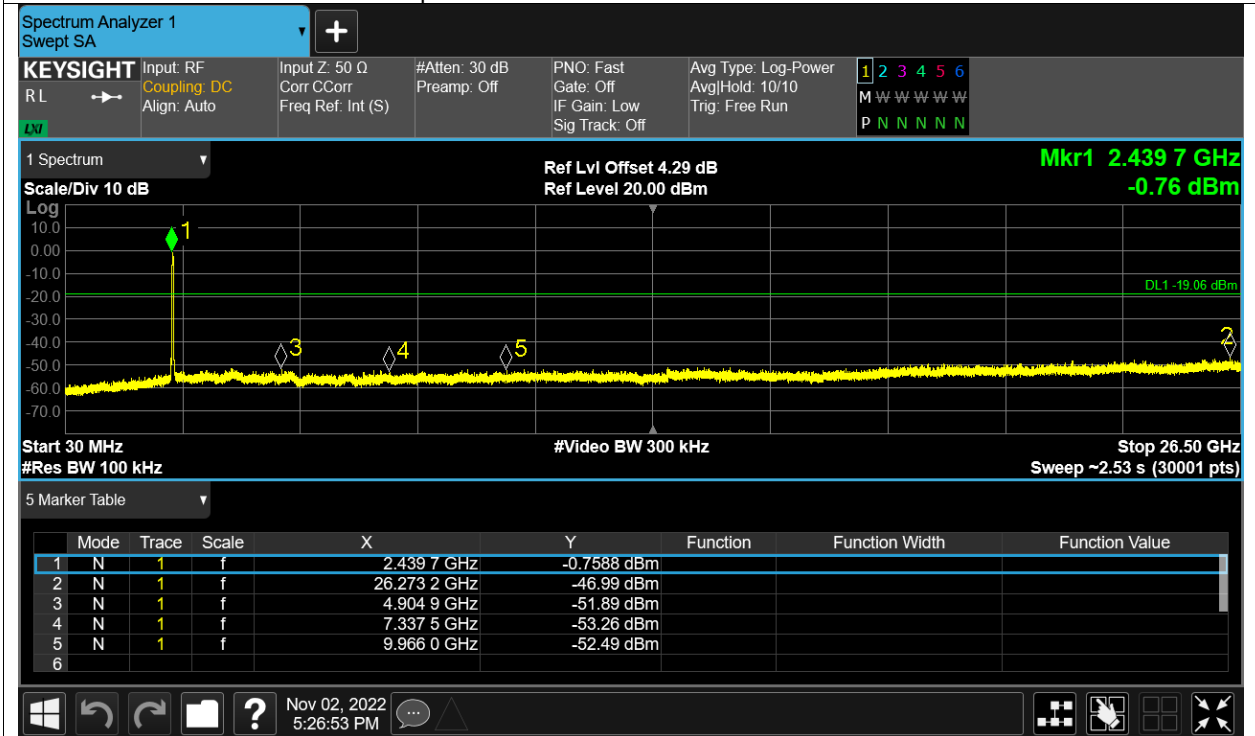 Spectrum Analyzer 1
Swept SA
+
KEYSIGHT Input: RF Input Z: 50 Ω #Atten: 30 dB PNO: Fast Avg Type: Log-Power 1 2 3 4 5 6
RL Coupling: DC Corr CCorr Preamp: Off Gate: Off Avg|Hold: 10/10 M W W W W W W
Align: Auto Freq Ref: Int (S) IF Gain: Low Trig: Free Run
LXI Sig Track: Off P N N N N N N
1 Spectrum Ref Lvl Offset 4.29 dB Mkr1 2.439 7 GHz
Scale/Div 10 dB Ref Level 20.00 dBm -0.76 dBm
Log
10.0 1
0.00
-10.0
-20.0 DL1 -19.06 dBm
-30.0
-40.0 3 4 5 2
-50.0
-60.0
-70.0
Start 30 MHz #Video BW 300 kHz Stop 26.50 GHz
#Res BW 100 kHz Sweep ~2.53 s (30001 pts)
5 Marker Table
Mode Trace Scale X Y Function Function Width Function Value
1 N 1 f 2.439 7 GHz -0.7588 dBm
2 N 1 f 26.273 2 GHz -46.99 dBm
3 N 1 f 4.904 9 GHz -51.89 dBm
4 N 1 f 7.337 5 GHz -53.26 dBm
5 N 1 f 9.966 0 GHz -52.49 dBm
6
? Nov 02, 2022
5:26:53 PM